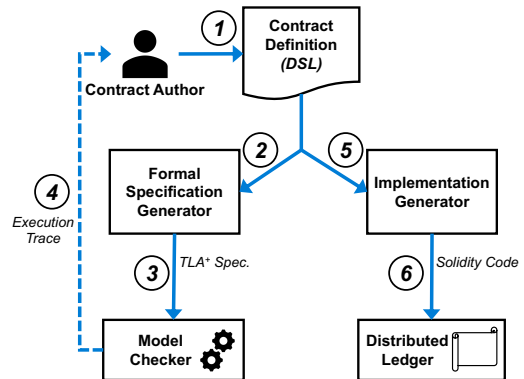 1
Contract
Definition
(DSL)
Contract Author
2
5
Formal
Specification
Generator
Implementation
Generator
4
Execution
Trace
3
TLA⁺ Spec.
6
Solidity Code
Model
Checker
Distributed
Ledger